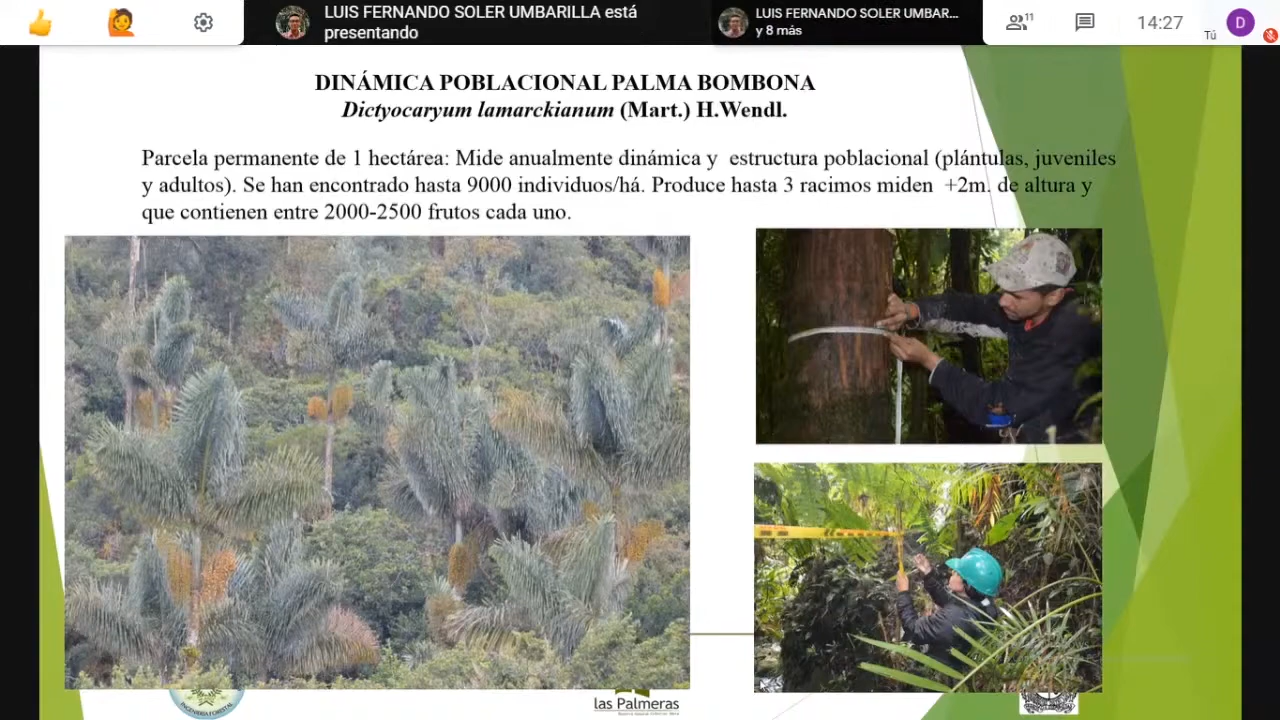 LUIS FERNANDO SOLER UMBARILLA está
presentando
LUIS FERNANDO SOLER UMBAR...
y 8 más
11
14:27
Tú
D
DINÁMICA POBLACIONAL PALMA BOMBONA
Dictyocaryum lamarckianum (Mart.) H.Wendl.
Parcela permanente de 1 hectárea: Mide anualmente dinámica y estructura poblacional (plántulas, juveniles
y adultos). Se han encontrado hasta 9000 individuos/há. Produce hasta 3 racimos miden +2m. de altura y
que contienen entre 2000-2500 frutos cada uno.
INGENIERÍA FORESTAL
las Palmeras